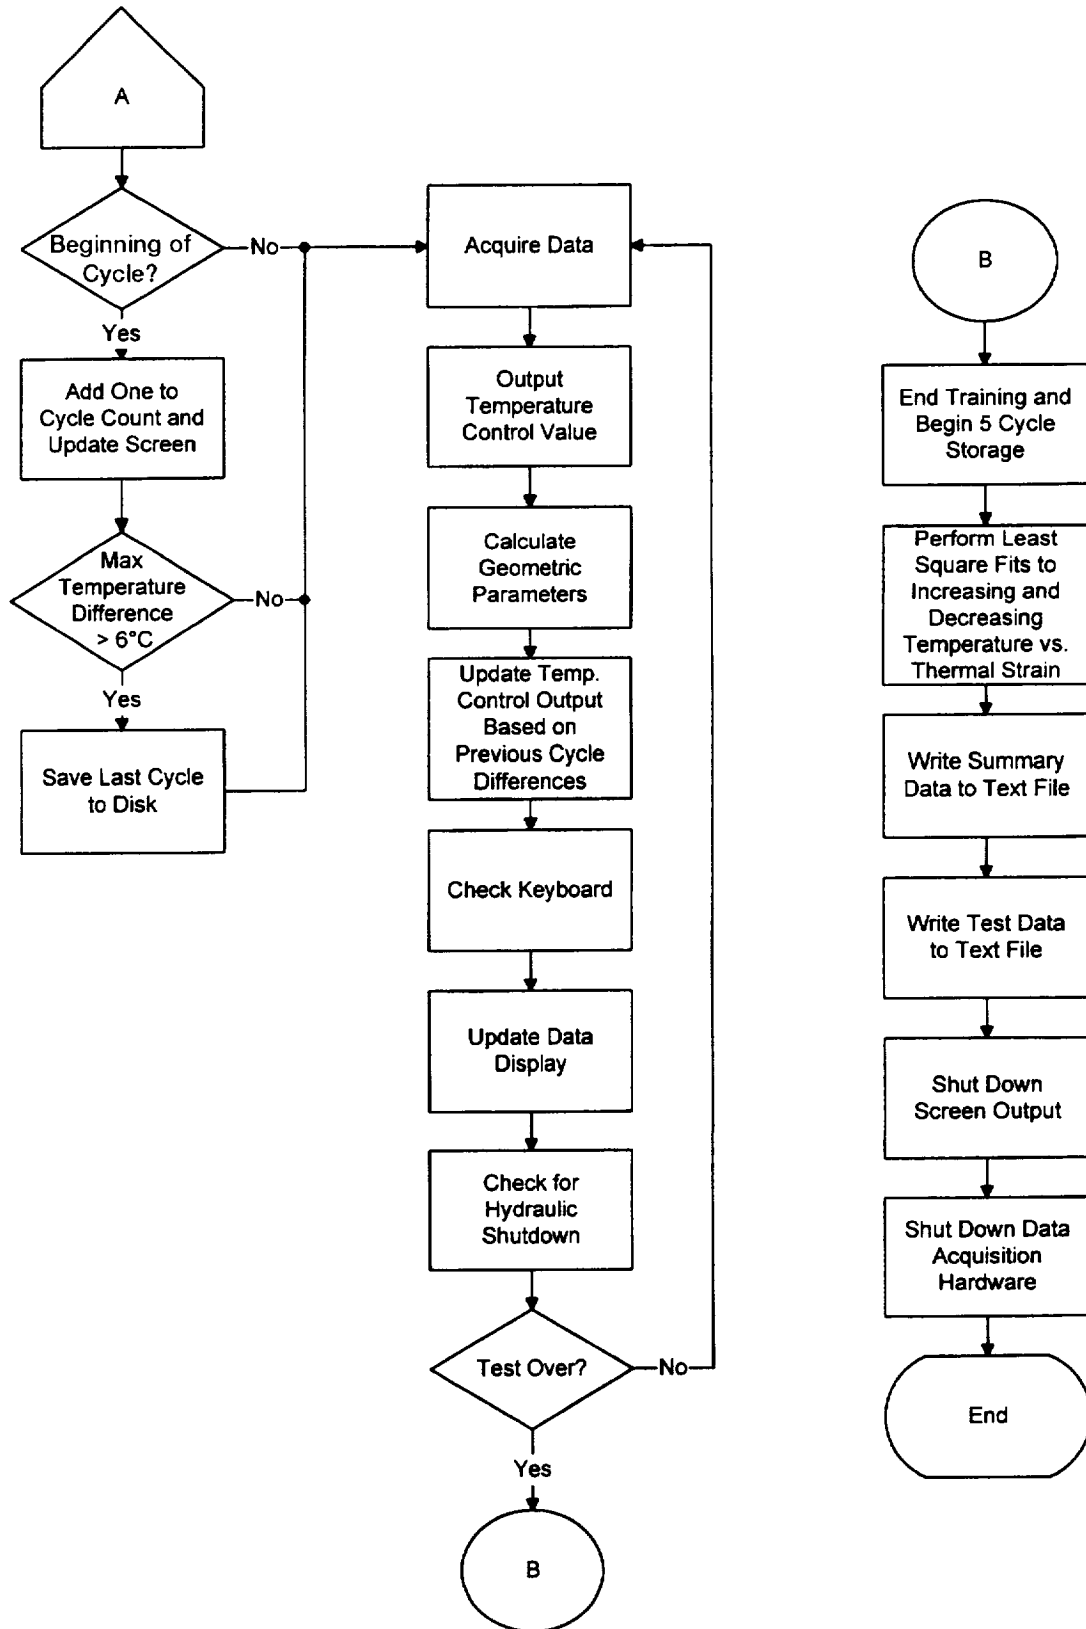 A
Beginning of
Cycle?
No
Yes
Add One to
Cycle Count and
Update Screen
Max
Temperature
Difference
> 6°C
No
Yes
Save Last Cycle
to Disk
Acquire Data
Output
Temperature
Control Value
Calculate
Geometric
Parameters
Update Temp.
Control Output
Based on
Previous Cycle
Differences
Check Keyboard
Update Data
Display
Check for
Hydraulic
Shutdown
Test Over?
No
Yes
B
B
End Training and
Begin 5 Cycle
Storage
Perform Least
Square Fits to
Increasing and
Decreasing
Temperature vs.
Thermal Strain
Write Summary
Data to Text File
Write Test Data
to Text File
Shut Down
Screen Output
Shut Down Data
Acquisition
Hardware
End